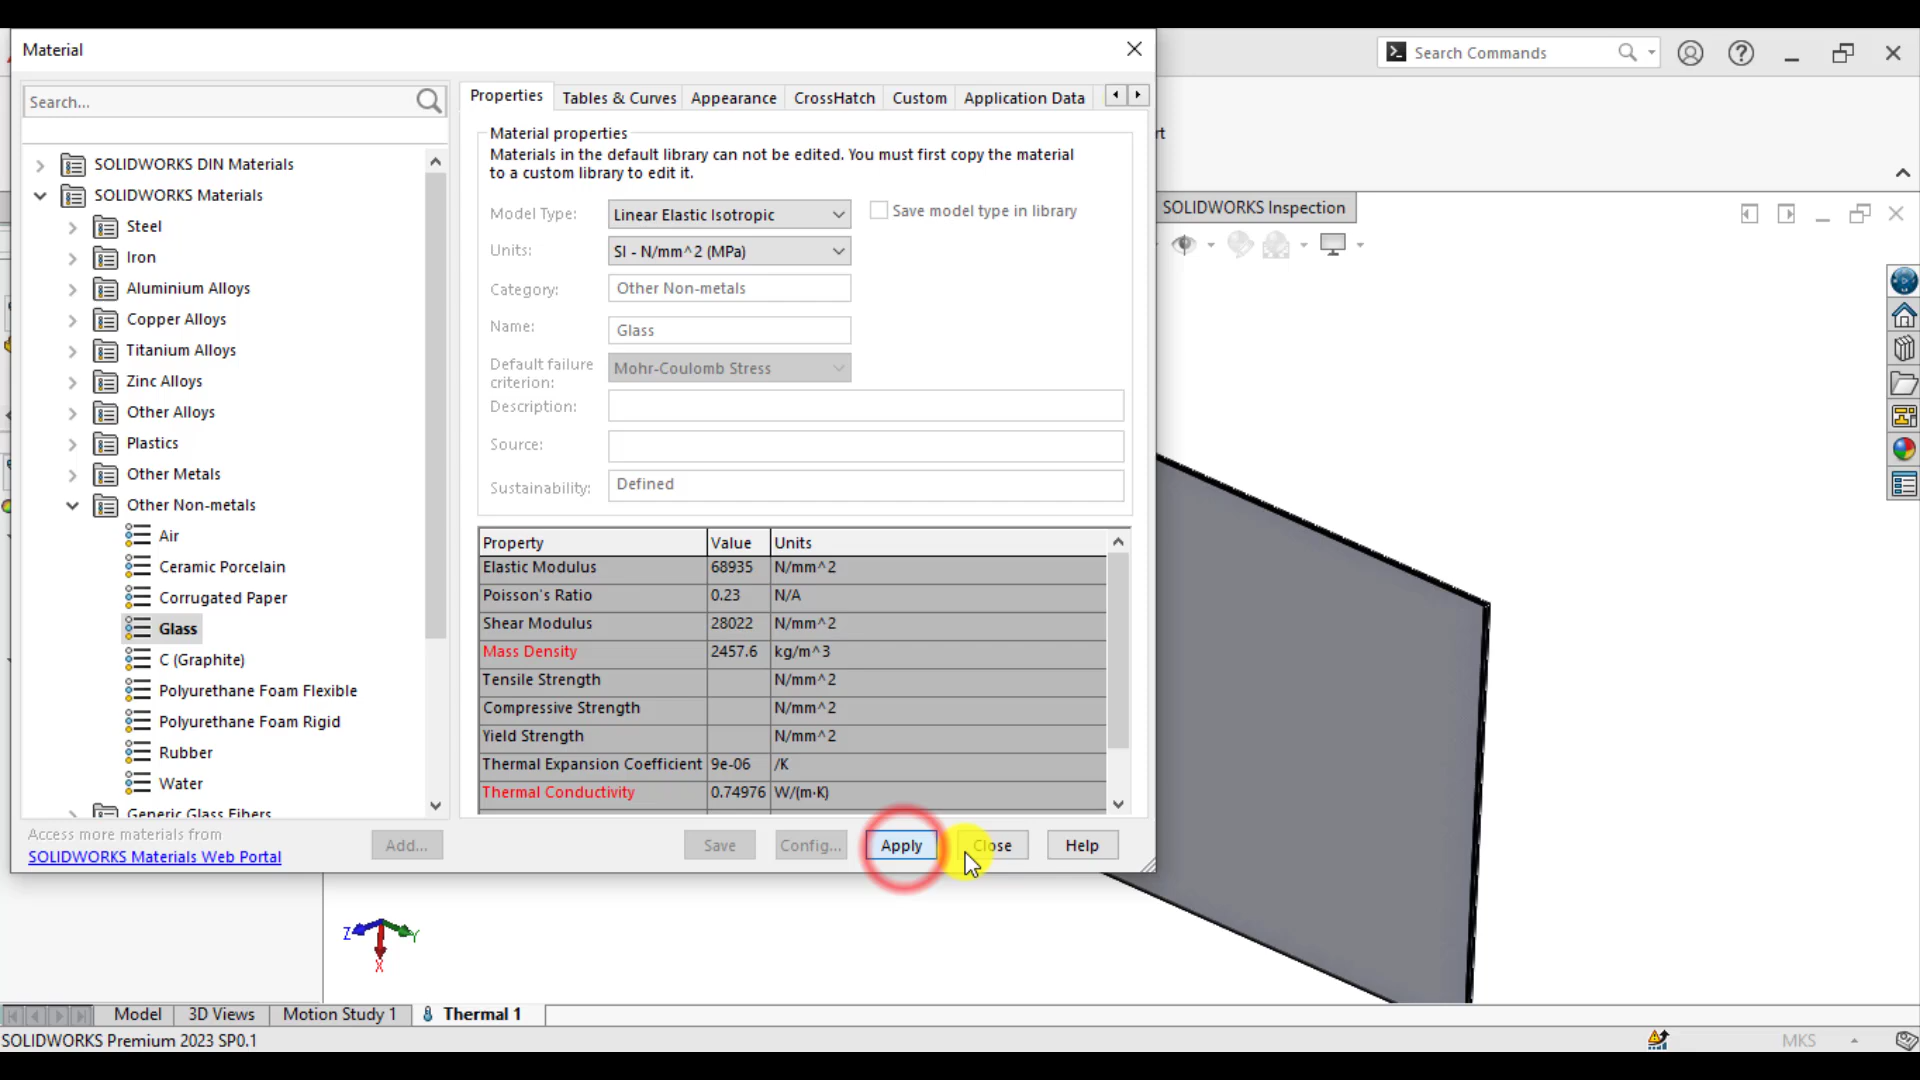 Material
Search Commands
Search...
Properties
Tables & Curves
Appearance
CrossHatch
Custom
Application Data
Material properties
Materials in the default library can not be edited. You must first copy the material
to a custom library to edit it.
Model Type:
Linear Elastic Isotropic
Save model type in library
Units:
SI - N/mm^2 (MPa)
Category:
Other Non-metals
Name:
Glass
Default failure
criterion:
Mohr-Coulomb Stress
Description:
Source:
Sustainability:
Defined
SOLIDWORKS DIN Materials
SOLIDWORKS Materials
Steel
Iron
Aluminium Alloys
Copper Alloys
Titanium Alloys
Zinc Alloys
Other Alloys
Plastics
Other Metals
Other Non-metals
Air
Ceramic Porcelain
Corrugated Paper
Glass
C (Graphite)
Polyurethane Foam Flexible
Polyurethane Foam Rigid
Rubber
Water
Generic Glass Fibers
Property Value Units
Elastic Modulus 68935 N/mm^2
Poisson's Ratio 0.23 N/A
Shear Modulus 28022 N/mm^2
Mass Density 2457.6 kg/m^3
Tensile Strength N/mm^2
Compressive Strength N/mm^2
Yield Strength N/mm^2
Thermal Expansion Coefficient 9e-06 /K
Thermal Conductivity 0.74976 W/(m·K)
Access more materials from
SOLIDWORKS Materials Web Portal
Add...
Save
Config...
Apply
Close
Help
rt
SOLIDWORKS Inspection
Z
Y
X
Model
3D Views
Motion Study 1
Thermal 1
SOLIDWORKS Premium 2023 SP0.1
MKS